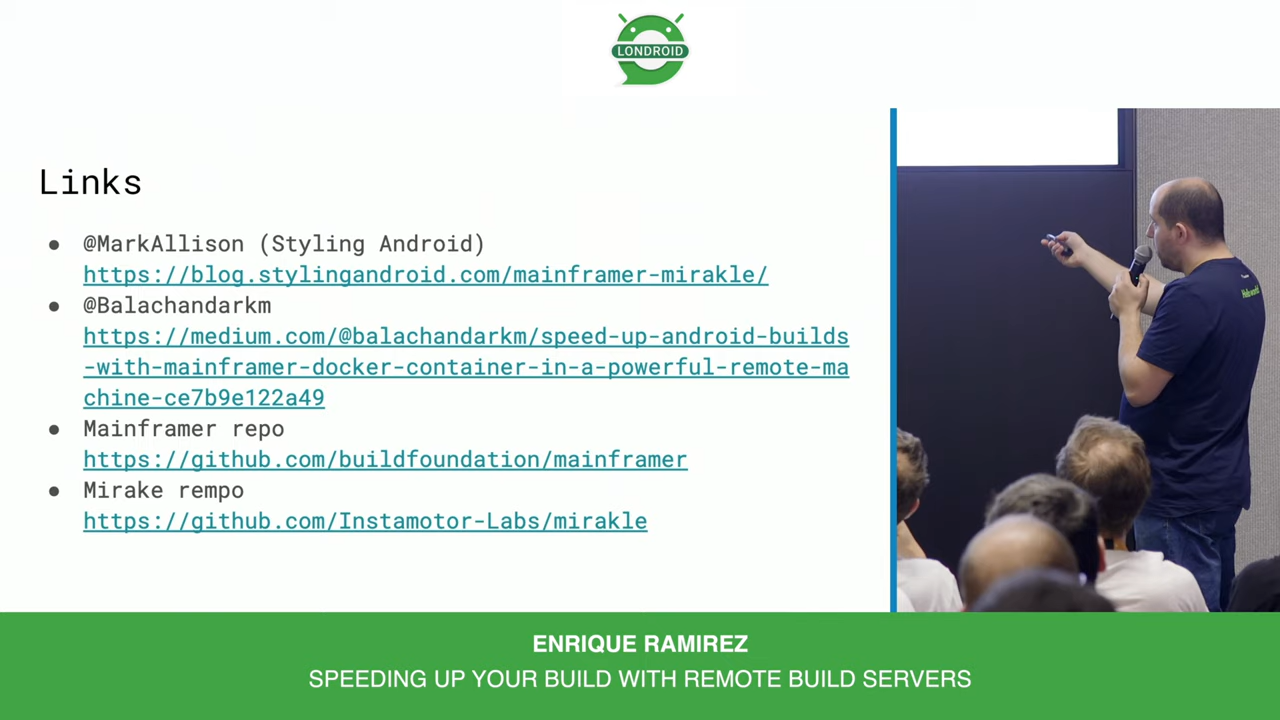 LONDROID
Links
● @MarkAllison (Styling Android)
https://blog.stylingandroid.com/mainframer-mirakle/
● @Balachandarkm
https://medium.com/@balachandarkm/speed-up-android-builds
-with-mainframer-docker-container-in-a-powerful-remote-ma
chine-ce7b9e122a49
● Mainframer repo
https://github.com/buildfoundation/mainframer
● Mirake rempo
https://github.com/Instamotor-Labs/mirakle
ENRIQUE RAMIREZ
SPEEDING UP YOUR BUILD WITH REMOTE BUILD SERVERS